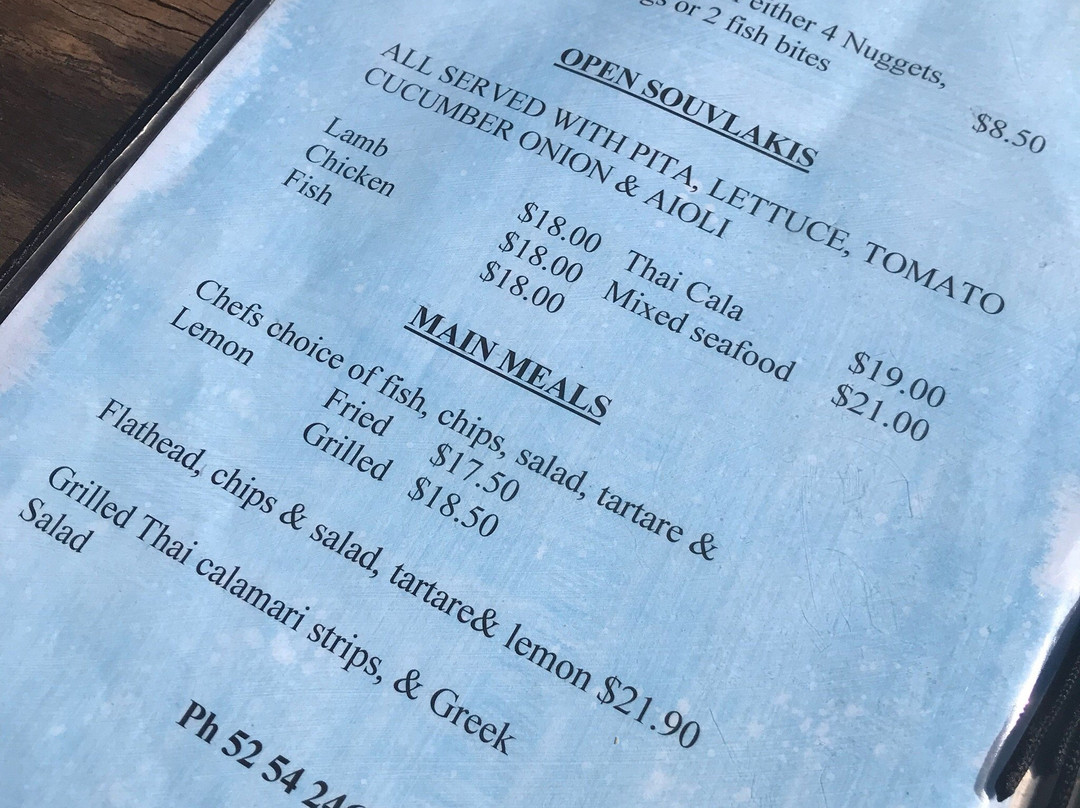 either 4 Nuggets,
or 2 fish bites
$8.50
OPEN SOUVLAKIS
ALL SERVED WITH PITA, LETTUCE, TOMATO
CUCUMBER ONION & AIOLI
Lamb $18.00 Thai Cala $19.00
Chicken $18.00 Mixed seafood $21.00
Fish $18.00
MAIN MEALS
Chefs choice of fish, chips, salad, tartare &
Lemon
Fried $17.50
Grilled $18.50
Flathead, chips & salad, tartare& lemon $21.90
Grilled Thai calamari strips, & Greek
Salad
Ph 52 54 24